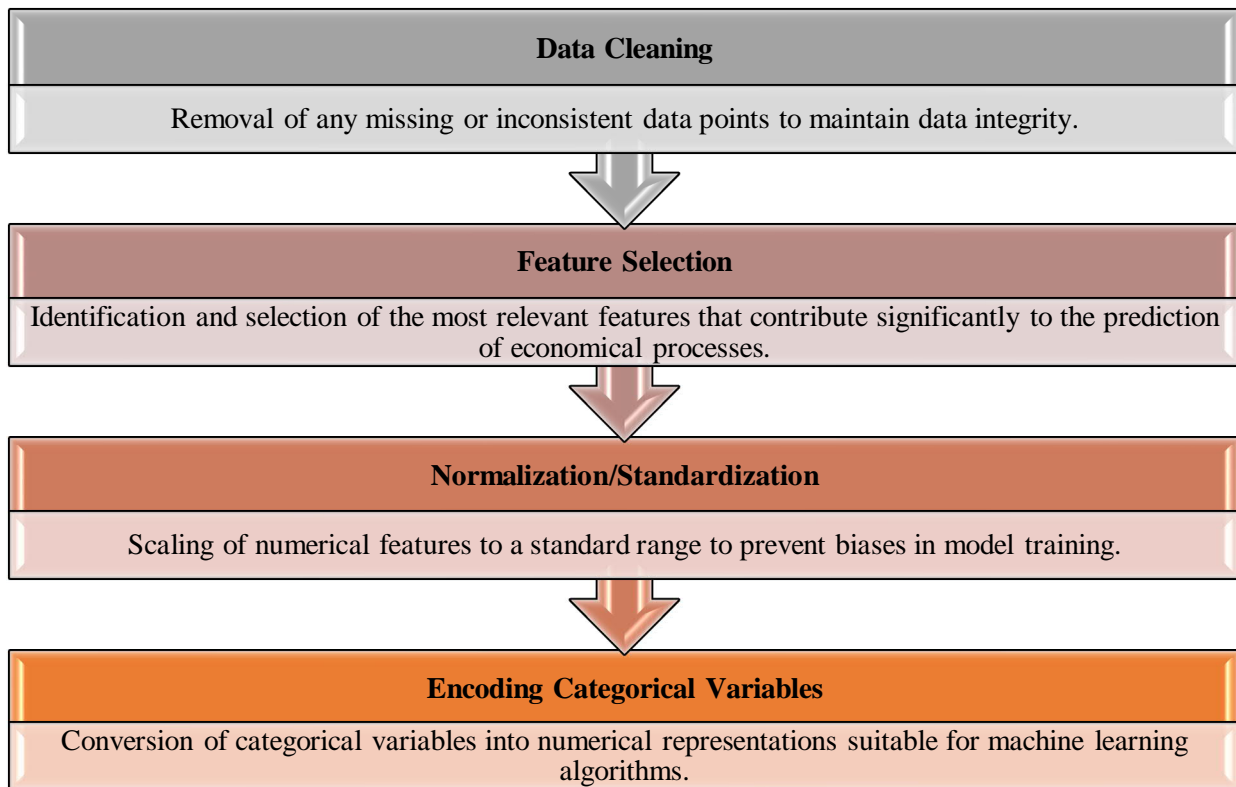 Data Cleaning
Removal of any missing or inconsistent data points to maintain data integrity.
Feature Selection
Identification and selection of the most relevant features that contribute significantly to the prediction
of economical processes.
Normalization/Standardization
Scaling of numerical features to a standard range to prevent biases in model training.
Encoding Categorical Variables
Conversion of categorical variables into numerical representations suitable for machine learning
algorithms.